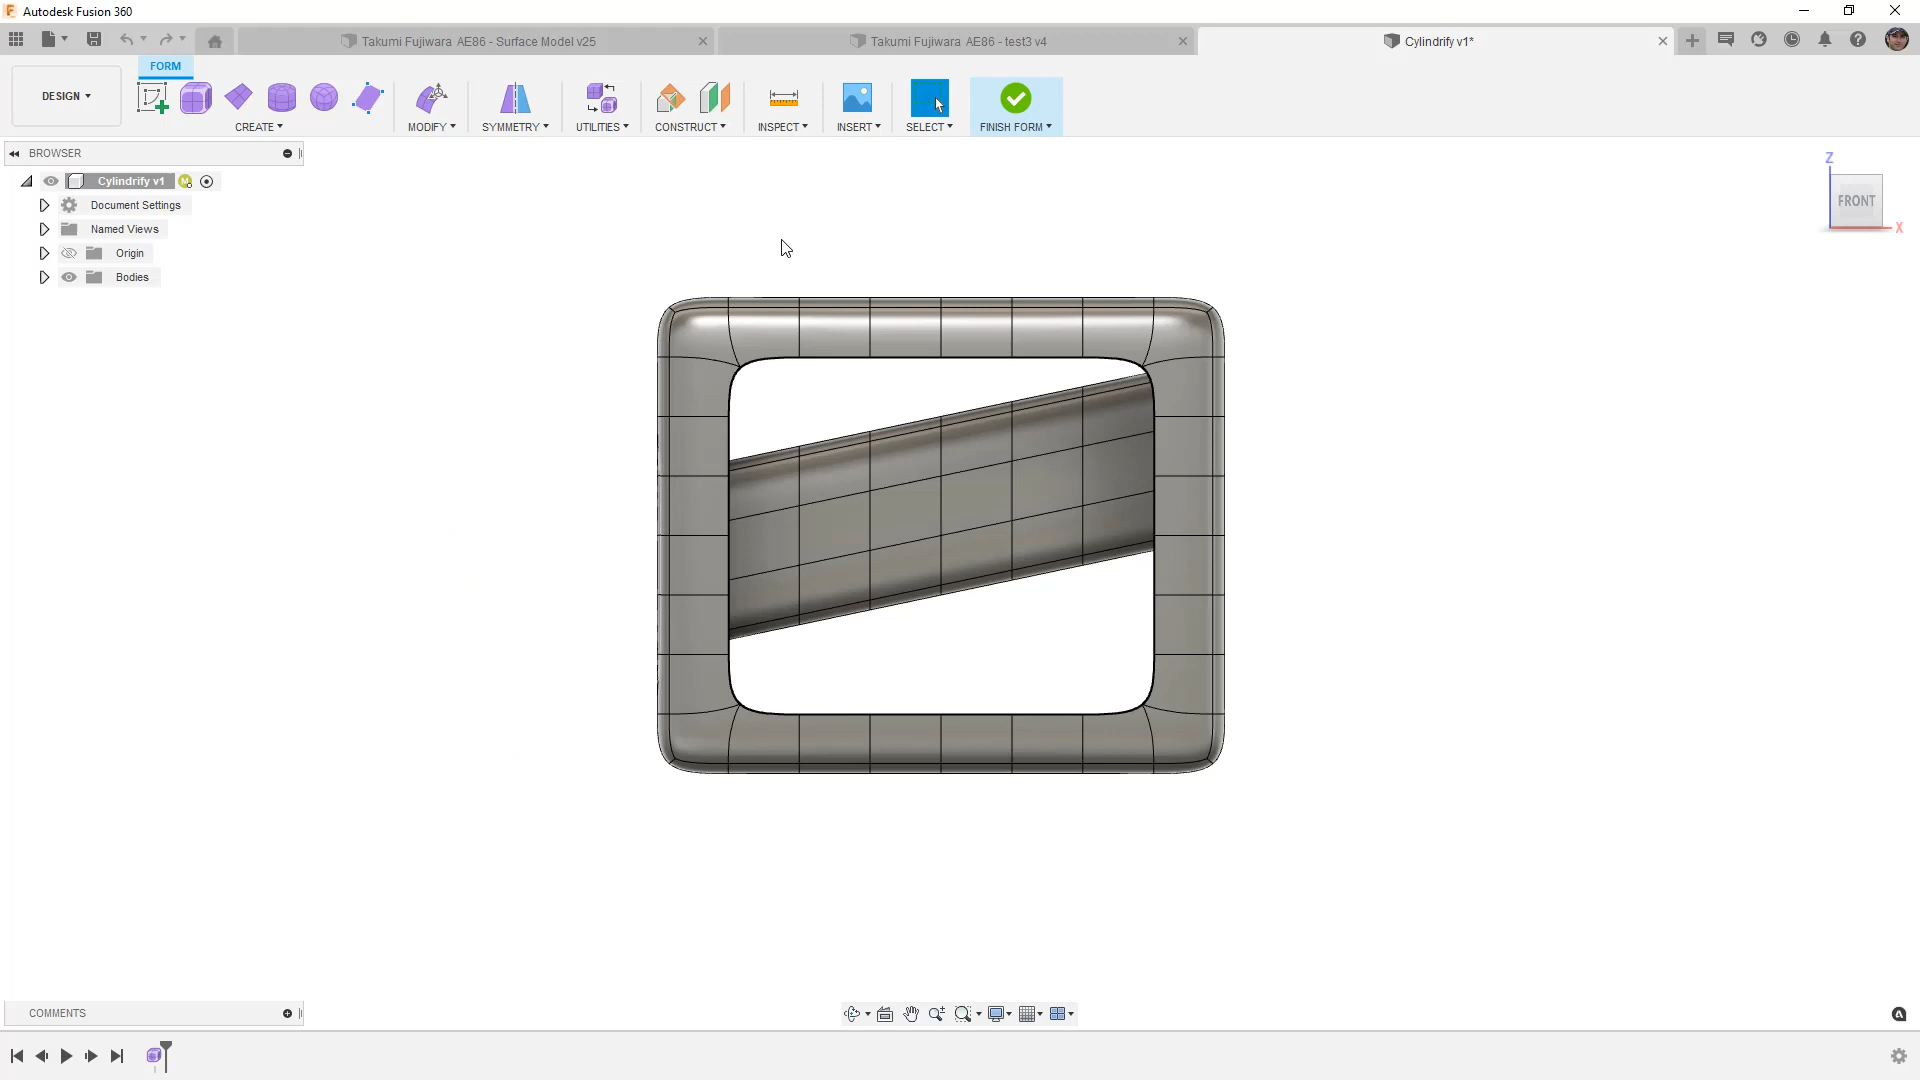 Autodesk Fusion 360
Takumi Fujiwara AE86 - Surface Model v25
Takumi Fujiwara AE86 - test3 v4
Cylindrify v1*
FORM
DESIGN
CREATE
MODIFY
SYMMETRY
UTILITIES
CONSTRUCT
INSPECT
INSERT
SELECT
FINISH FORM
BROWSER
Cylindrify v1
Document Settings
Named Views
Origin
Bodies
Z
FRONT
X
COMMENTS